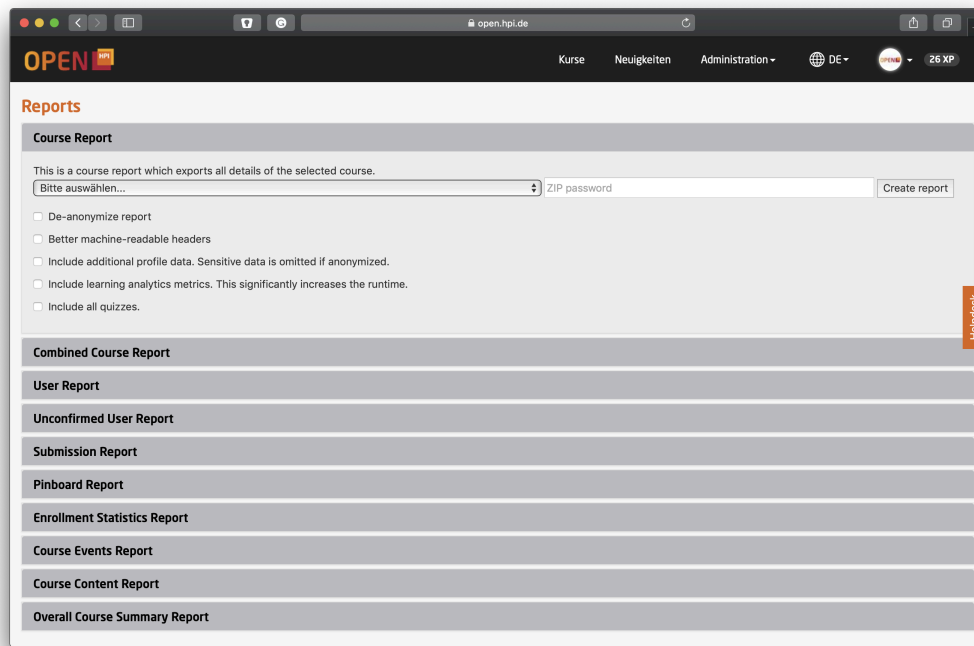 open.hpi.de
OPEN HPI
Kurse Neuigkeiten Administration DE 26 XP
Reports
Course Report
This is a course report which exports all details of the selected course.
Bitte auswählen... ZIP password Create report
De-anonymize report
Better machine-readable headers
Include additional profile data. Sensitive data is omitted if anonymized.
Include learning analytics metrics. This significantly increases the runtime.
Include all quizzes.
Helpdesk
Combined Course Report
User Report
Unconfirmed User Report
Submission Report
Pinboard Report
Enrollment Statistics Report
Course Events Report
Course Content Report
Overall Course Summary Report